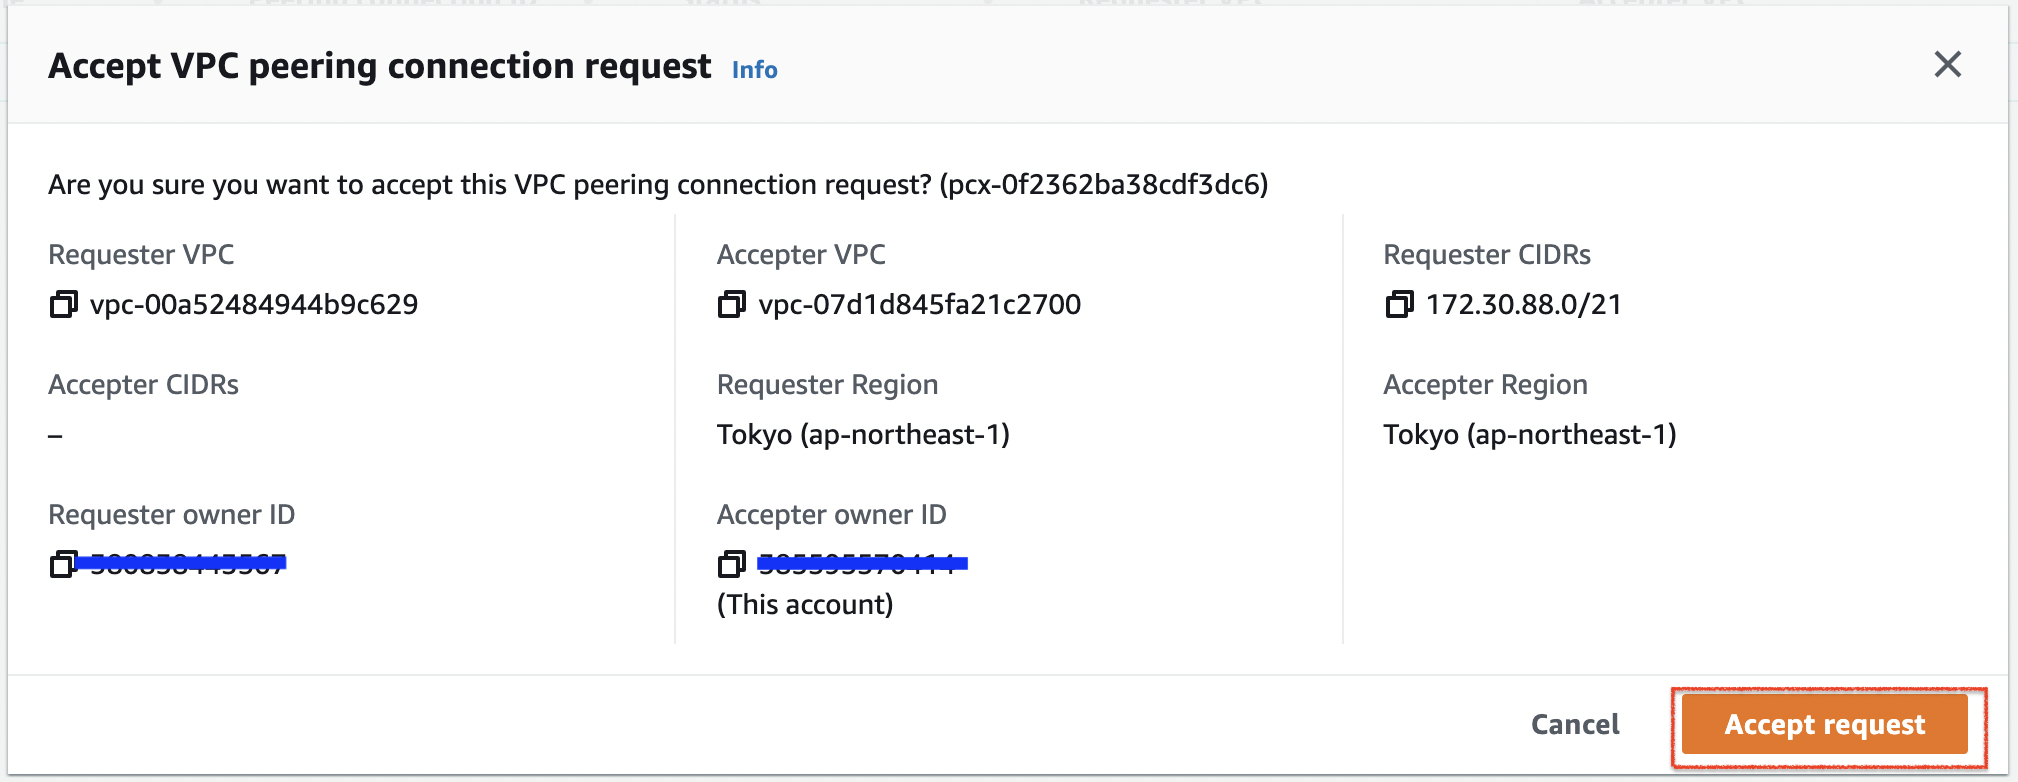 Accept VPC peering connection request Info
Are you sure you want to accept this VPC peering connection request? (pcx-0f2362ba38cdf3dc6)
Requester VPC
vpc-00a52484944b9c629
Accepter VPC
vpc-07d1d845fa21c2700
Requester CIDRs
172.30.88.0/21
Accepter CIDRs
–
Requester Region
Tokyo (ap-northeast-1)
Accepter Region
Tokyo (ap-northeast-1)
Requester owner ID
Accepter owner ID
(This account)
Cancel
Accept request